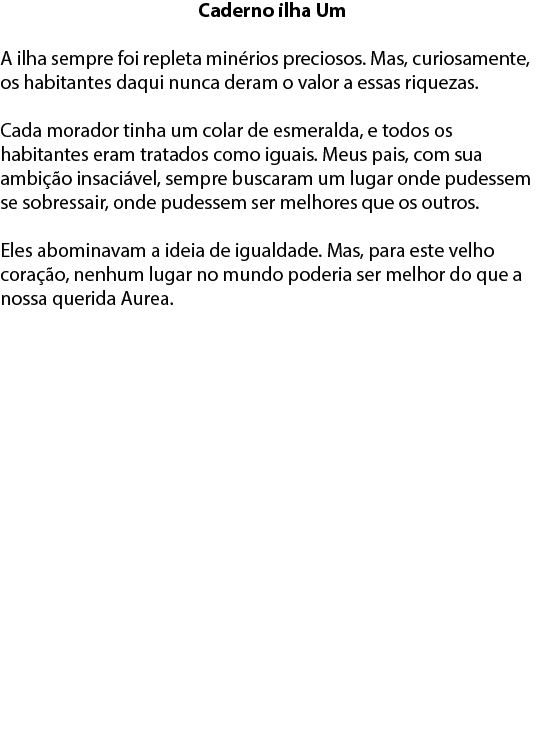 Caderno ilha Um
A ilha sempre foi repleta minérios preciosos. Mas, curiosamente,
os habitantes daqui nunca deram o valor a essas riquezas.
Cada morador tinha um colar de esmeralda, e todos os
habitantes eram tratados como iguais. Meus pais, com sua
ambição insaciável, sempre buscaram um lugar onde pudessem
se sobressair, onde pudessem ser melhores que os outros.
Eles abominavam a ideia de igualdade. Mas, para este velho
coração, nenhum lugar no mundo poderia ser melhor do que a
nossa querida Aurea.